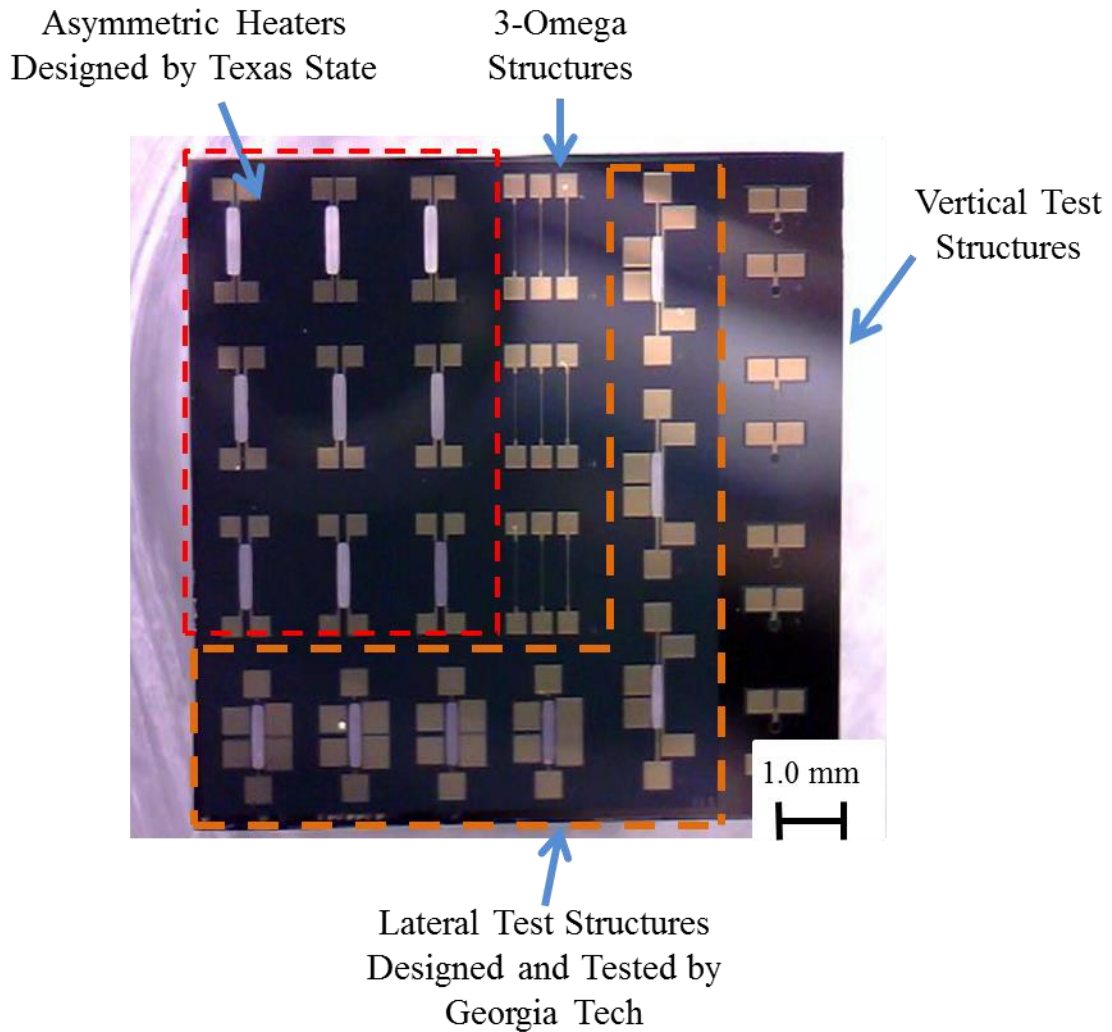 Asymmetric Heaters
Designed by Texas State
3-Omega
Structures
Vertical Test
Structures
1.0 mm
Lateral Test Structures
Designed and Tested by
Georgia Tech